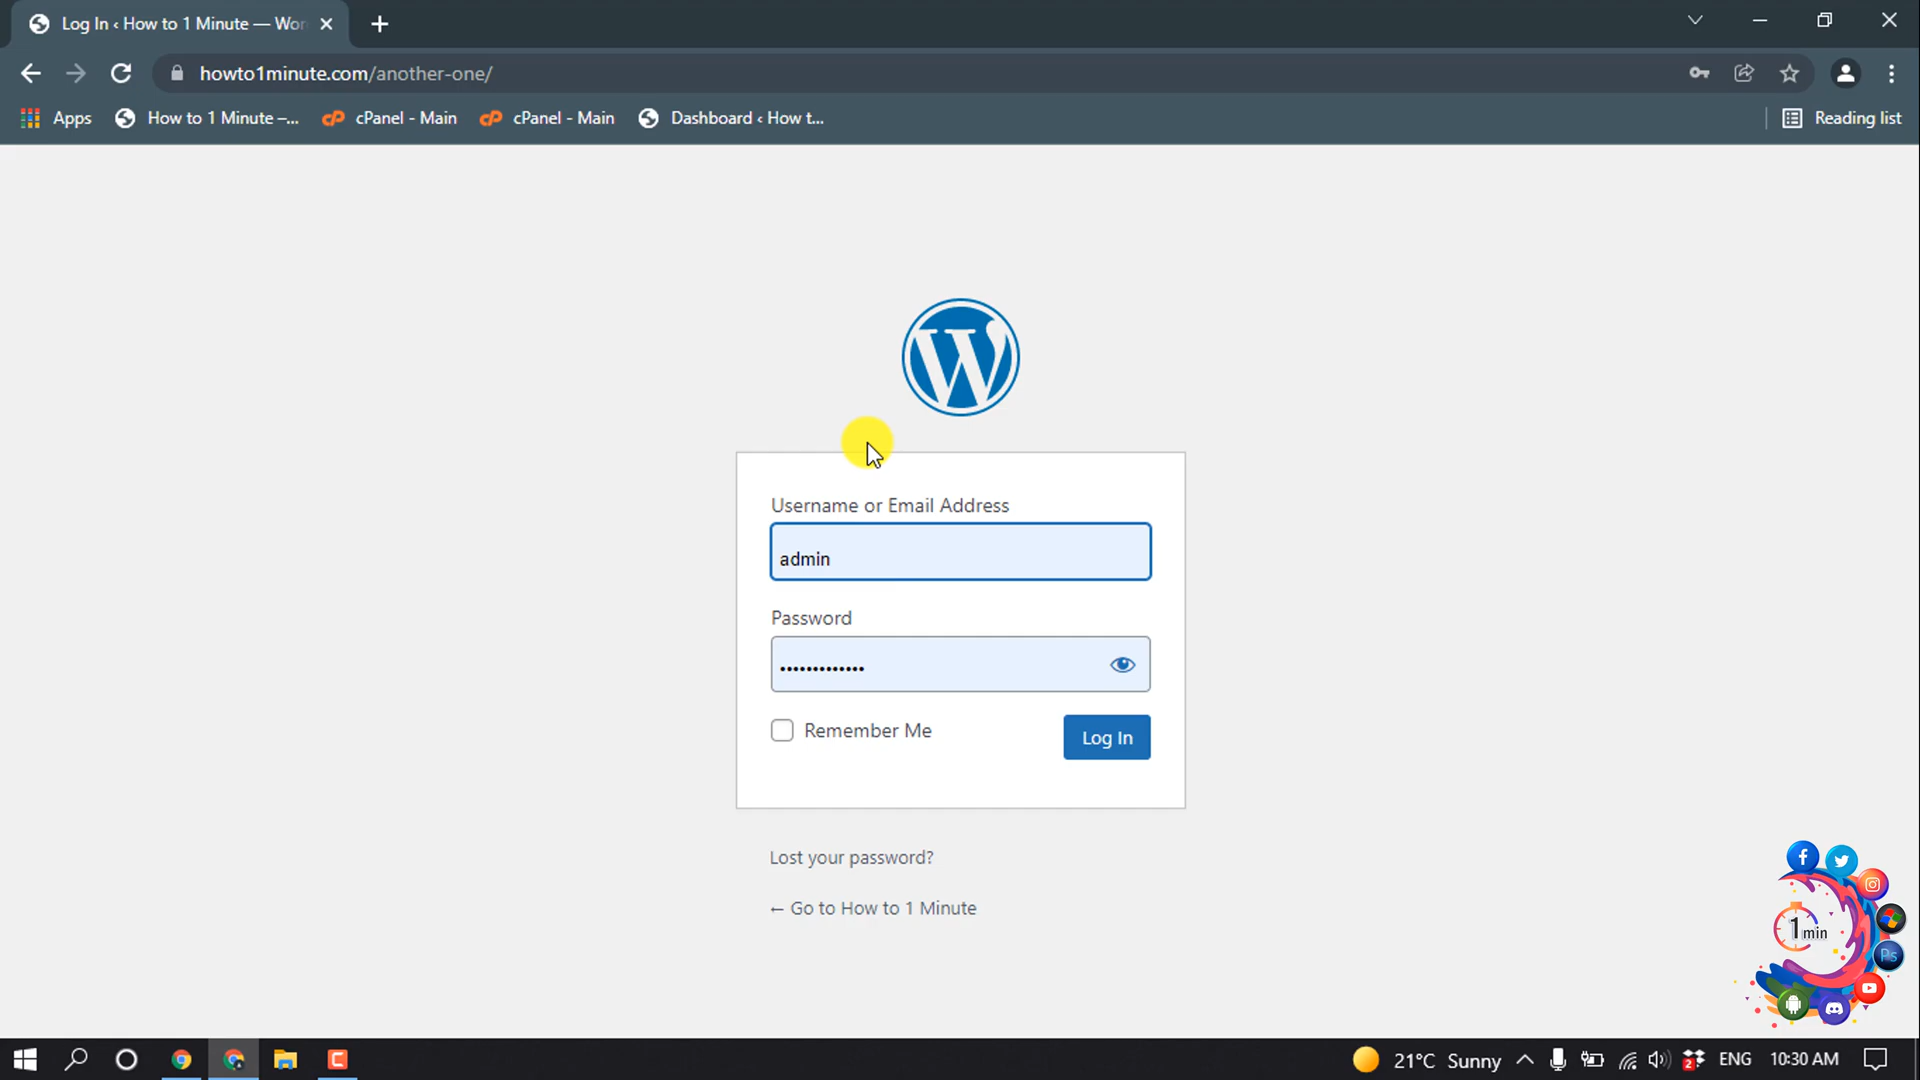 Log In ‹ How to 1 Minute — Wor
howto1minute.com/another-one/
Apps
How to 1 Minute –...
cPanel - Main
cPanel - Main
Dashboard ‹ How t...
Reading list
Username or Email Address
admin
Password
•••••••••••••
Remember Me
Log In
Lost your password?
← Go to How to 1 Minute
1 min
Ps
21°C Sunny
2
ENG
10:30 AM